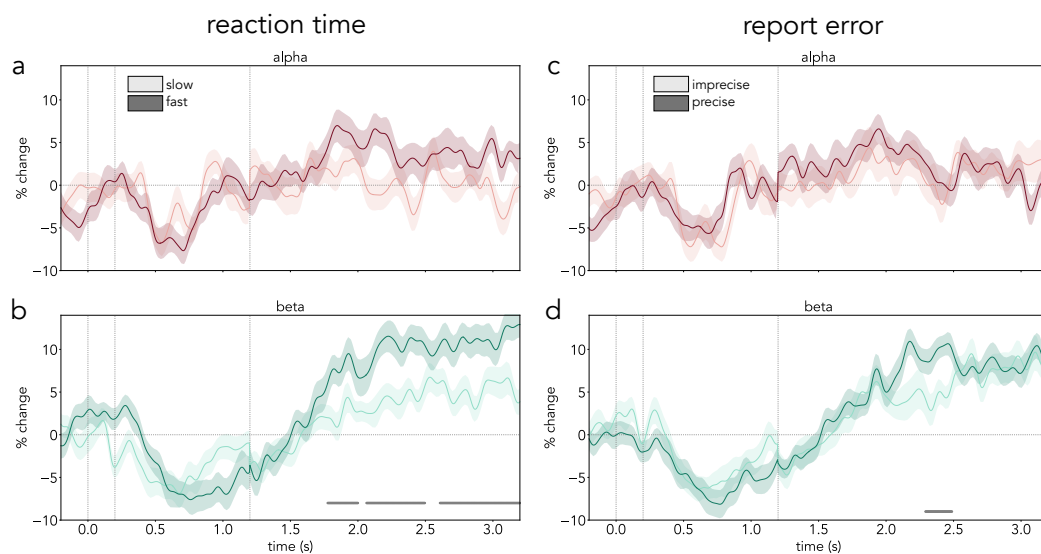 reaction time
report error
a
alpha
slow
fast
% change
10
5
0
−5
−10
c
alpha
imprecise
precise
% change
10
5
0
−5
−10
b
beta
% change
10
5
0
−5
−10
0.0 0.5 1.0 1.5 2.0 2.5 3.0
time (s)
d
beta
% change
10
5
0
−5
−10
0.0 0.5 1.0 1.5 2.0 2.5 3.0
time (s)